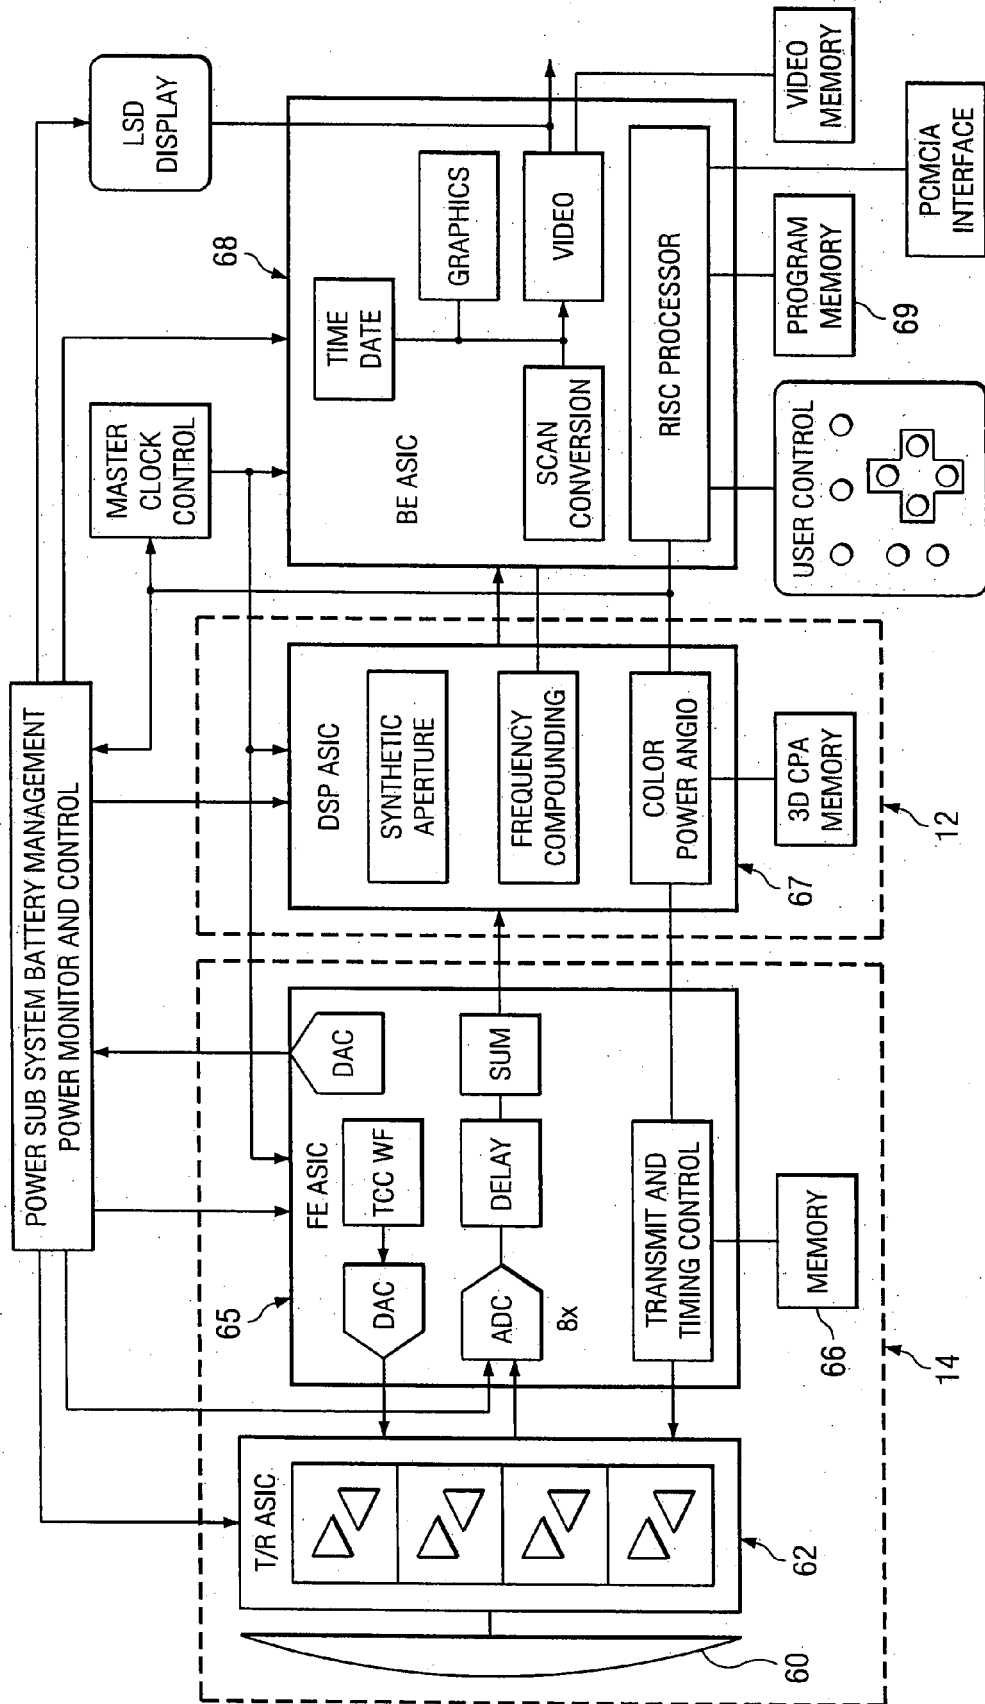 POWER SUB SYSTEM BATTERY MANAGEMENT
POWER MONITOR AND CONTROL
LSD
DISPLAY
MASTER
CLOCK
CONTROL
T/R ASIC
62
60
65
FE ASIC
TCC WF
DAC
DAC
ADC
8x
DELAY
SUM
TRANSMIT AND
TIMING CONTROL
MEMORY
66
14
DSP ASIC
SYNTHETIC
APERTURE
FREQUENCY
COMPOUNDING
COLOR
POWER ANGIO
67
3D CPA
MEMORY
12
68
BE ASIC
TIME
DATE
GRAPHICS
SCAN
CONVERSION
VIDEO
RISC PROCESSOR
USER CONTROL
PROGRAM
MEMORY
69
VIDEO
MEMORY
PCMCIA
INTERFACE